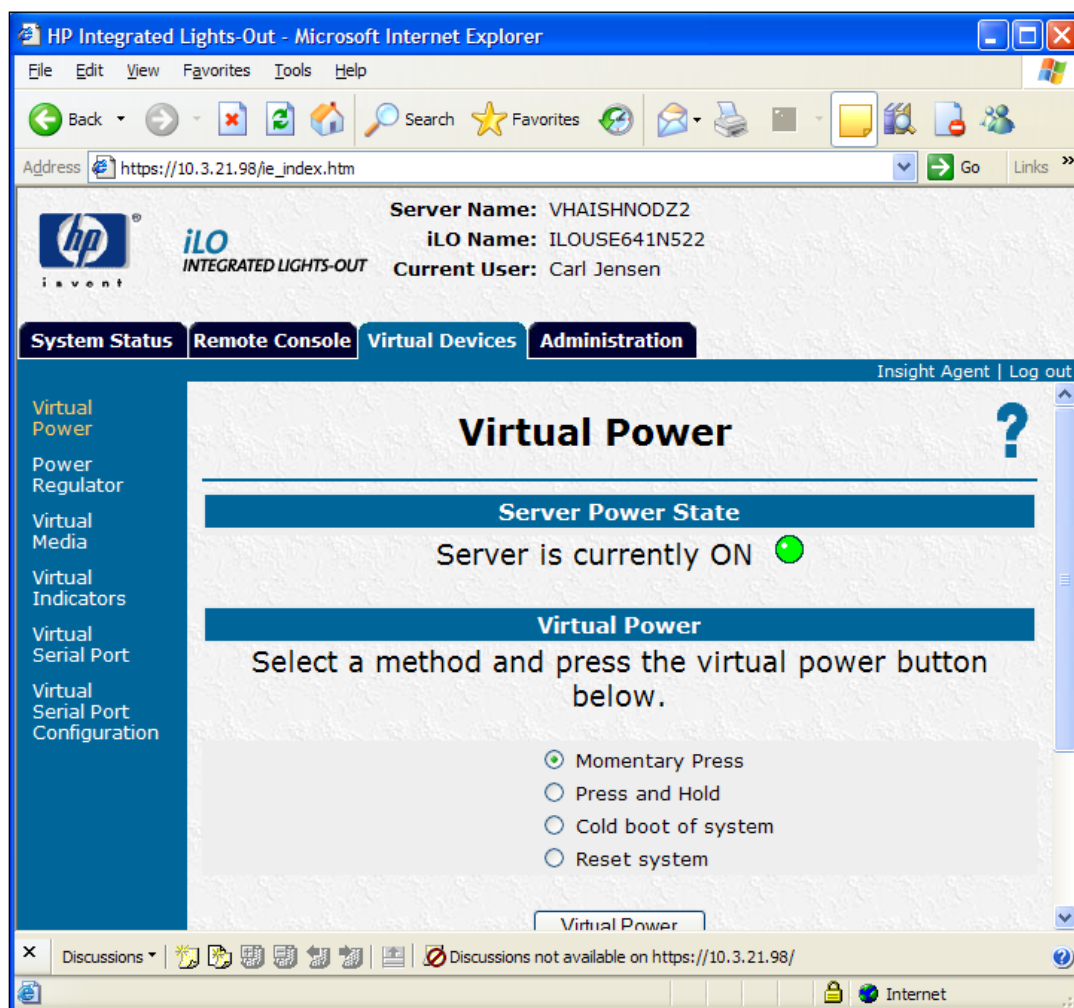 HP Integrated Lights-Out - Microsoft Internet Explorer
File Edit View Favorites Tools Help
Back Search Favorites
Address https://10.3.21.98/ie_index.htm Go Links »
hp
invent
iLO
INTEGRATED LIGHTS-OUT
Server Name: VHAISHNODZ2
iLO Name: ILOUSE641N522
Current User: Carl Jensen
System Status Remote Console Virtual Devices Administration
Insight Agent | Log out
Virtual
Power
Power
Regulator
Virtual
Media
Virtual
Indicators
Virtual
Serial Port
Virtual
Serial Port
Configuration
Virtual Power ?
Server Power State
Server is currently ON
Virtual Power
Select a method and press the virtual power button
below.
Momentary Press
Press and Hold
Cold boot of system
Reset system
Virtual Power
Discussions Discussions not available on https://10.3.21.98/
Internet